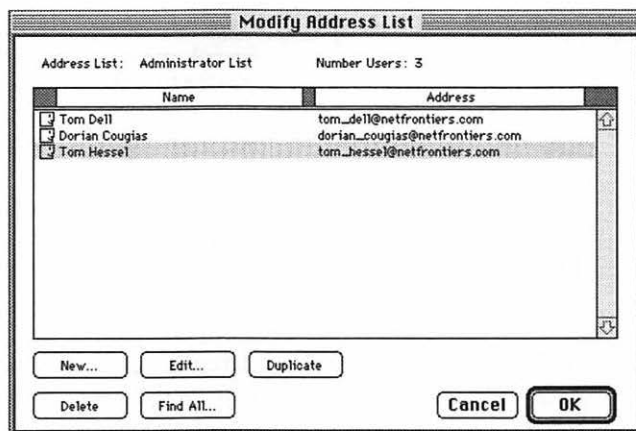 Modify Address List
Address List: Administrator List Number Users: 3
Name Address
Tom Dell tom_dell@netfrontiers.com
Dorian Cougias dorian_cougias@netfrontiers.com
Tom Hessel tom_hessel@netfrontiers.com
New... Edit... Duplicate
Delete Find All... Cancel OK